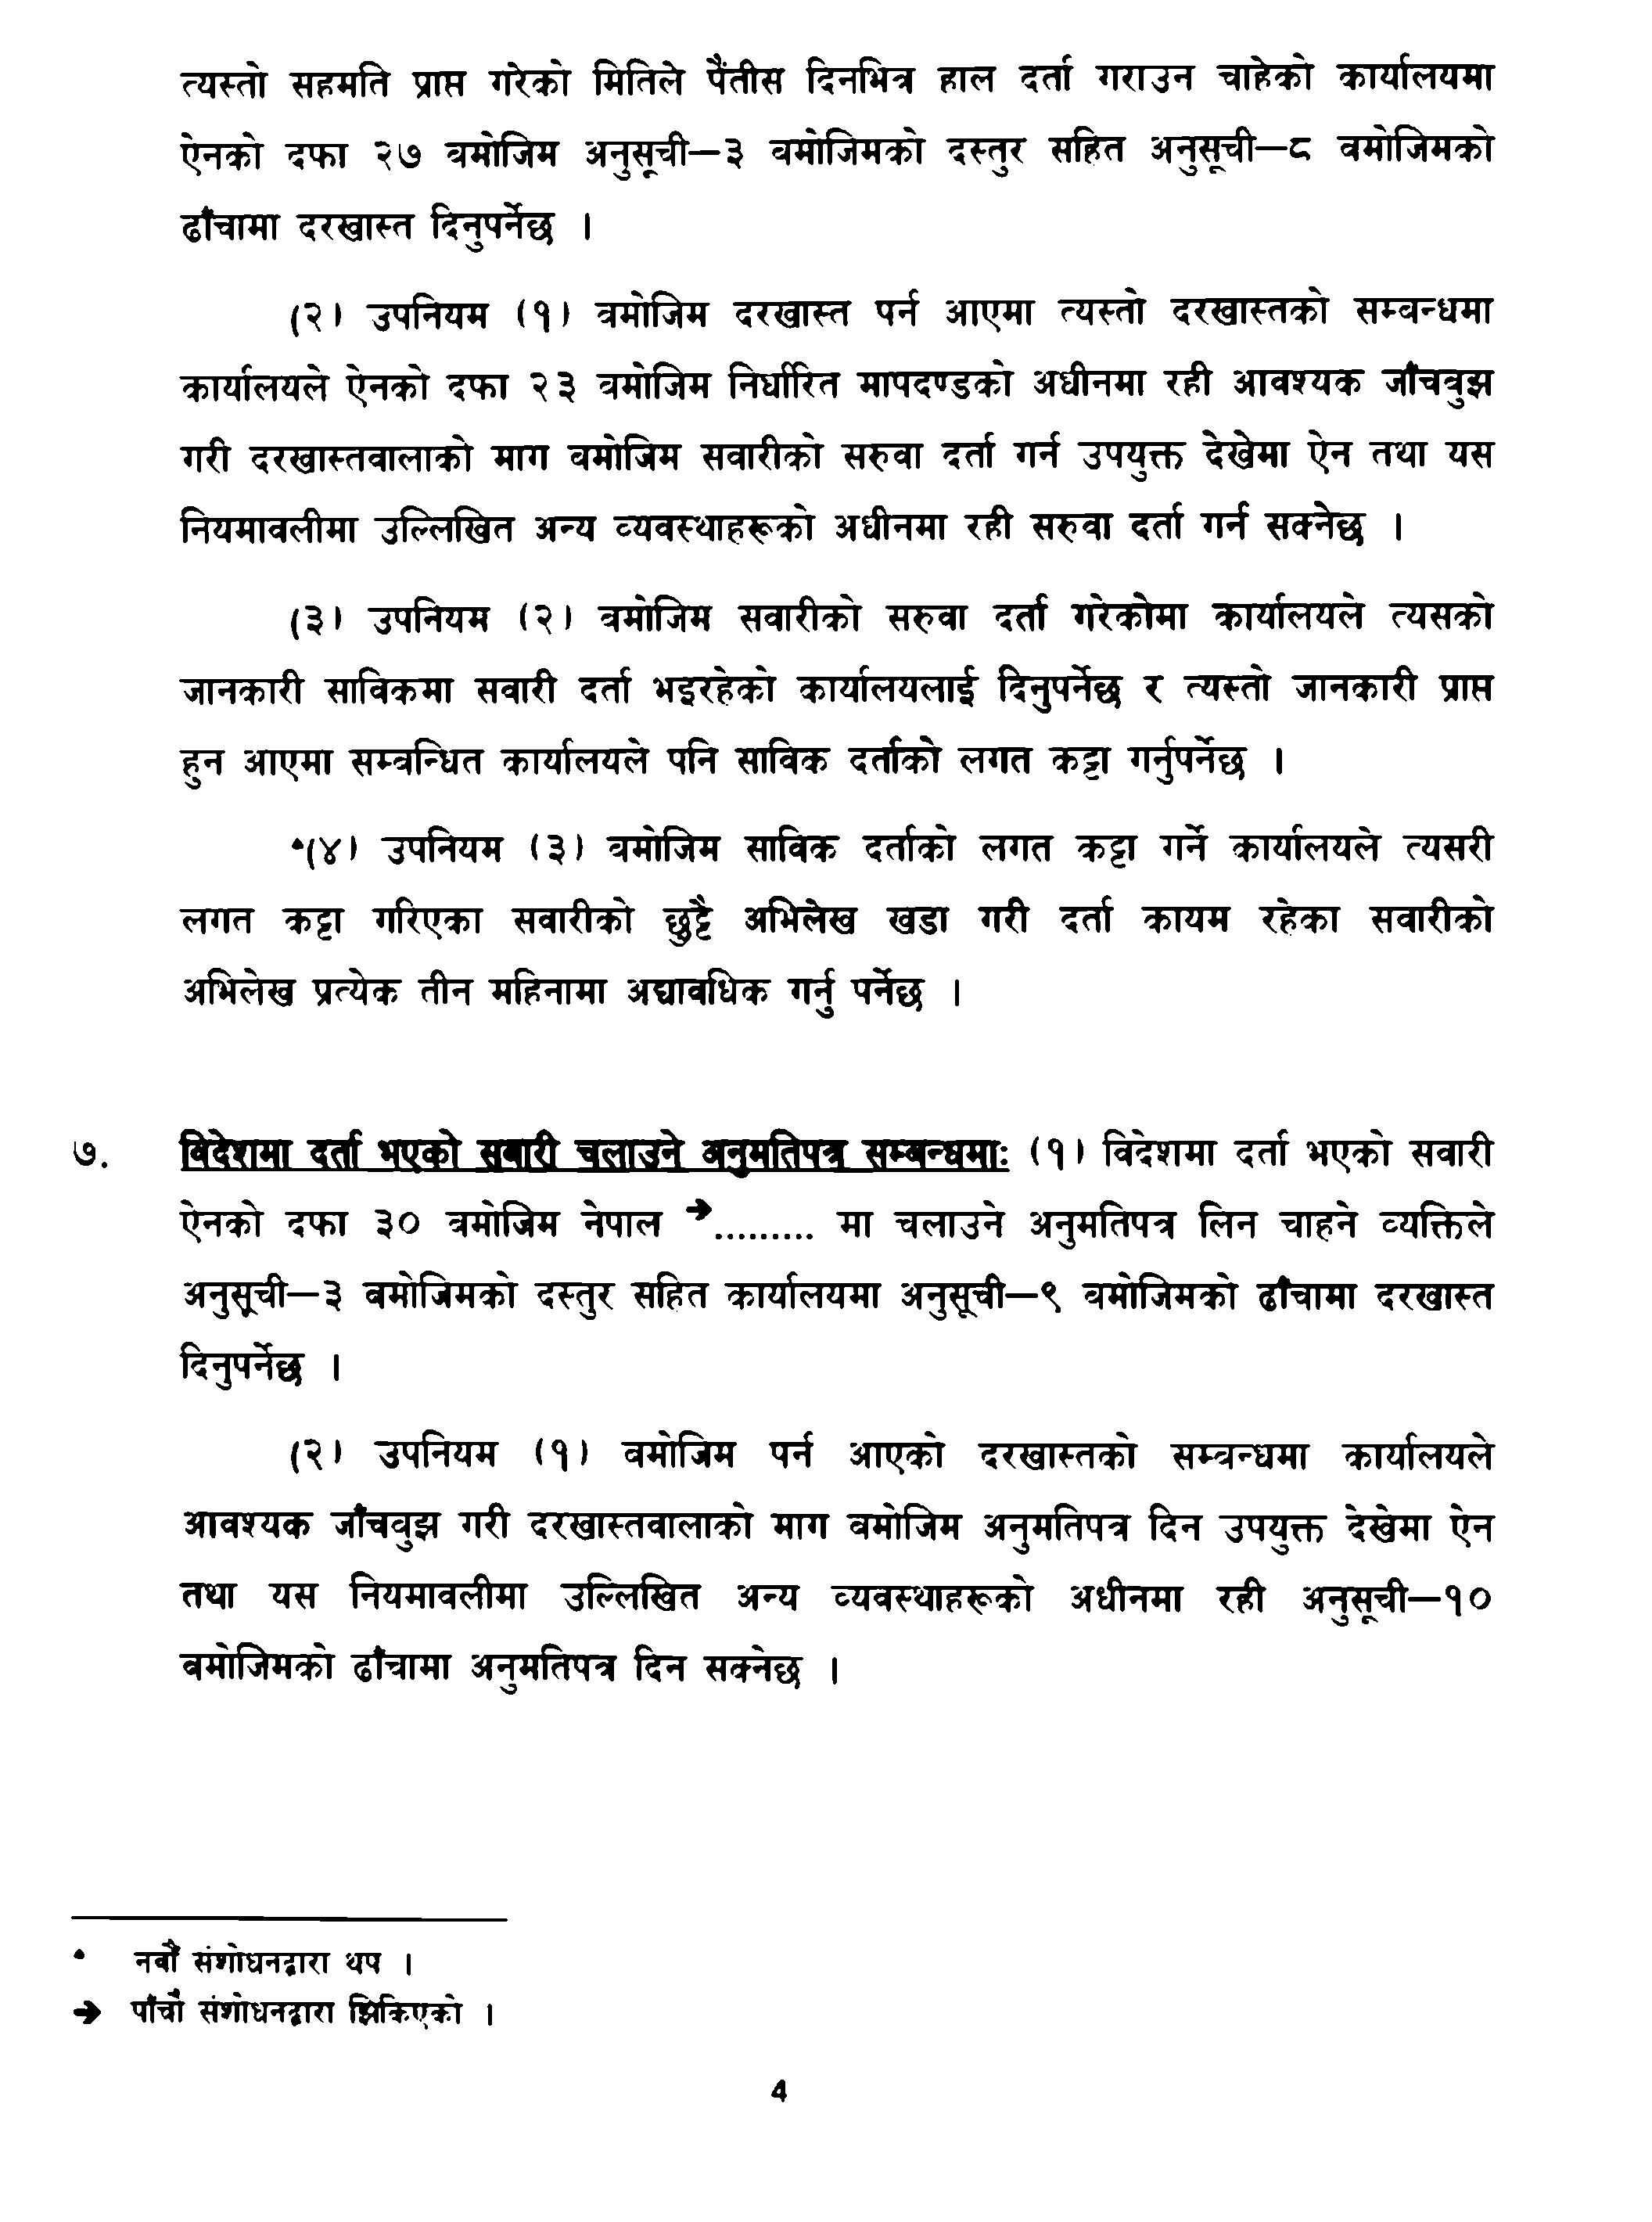 त्यस्तो सहमति प्राप्त गरेको मितिले पैंतीस दिनभित्र हाल दर्ता गराउन चाहेको कार्यालयमा
ऐनको दफा २७ बमोजिम अनुसूची–३ बमोजिमको दस्तुर सहित अनुसूची–८ बमोजिमको
ढाँचामा दरखास्त दिनुपर्नेछ ।
(२) उपनियम (१) बमोजिम दरखास्त पर्न आएमा त्यस्तो दरखास्तको सम्बन्धमा
कार्यालयले ऐनको दफा २३ बमोजिम निर्धारित मापदण्डको अधीनमा रही आवश्यक जाँचबुझ
गरी दरखास्तवालाको माग बमोजिम सवारीको सरुवा दर्ता गर्न उपयुक्त देखेमा ऐन तथा यस
नियमावलीमा उल्लिखित अन्य व्यवस्थाहरूको अधीनमा रही सरुवा दर्ता गर्न सक्नेछ ।
(३) उपनियम (२) बमोजिम सवारीको सरुवा दर्ता गरेकोमा कार्यालयले त्यसको
जानकारी साविकमा सवारी दर्ता भइरहेको कार्यालयलाई दिनुपर्नेछ र त्यस्तो जानकारी प्राप्त
हुन आएमा सम्बन्धित कार्यालयले पनि साविक दर्ताको लगत कट्टा गर्नुपर्नेछ ।
♠(४) उपनियम (३) बमोजिम साविक दर्ताको लगत कट्टा गर्ने कार्यालयले त्यसरी
लगत कट्टा गरिएका सवारीको छुट्टै अभिलेख खडा गरी दर्ता कायम रहेका सवारीको
अभिलेख प्रत्येक तीन महिनामा अद्यावधिक गर्नु पर्नेछ ।
७. विदेशमा दर्ता भएको सवारी चलाउने अनुमतिपत्र सम्बन्धमाः (१) विदेशमा दर्ता भएको सवारी
ऐनको दफा ३० बमोजिम नेपाल ➔......... मा चलाउने अनुमतिपत्र लिन चाहने व्यक्तिले
अनुसूची–३ बमोजिमको दस्तुर सहित कार्यालयमा अनुसूची–९ बमोजिमको ढाँचामा दरखास्त
दिनुपर्नेछ ।
(२) उपनियम (१) बमोजिम पर्न आएको दरखास्तको सम्बन्धमा कार्यालयले
आवश्यक जाँचबुझ गरी दरखास्तवालाको माग बमोजिम अनुमतिपत्र दिन उपयुक्त देखेमा ऐन
तथा यस नियमावलीमा उल्लिखित अन्य व्यवस्थाहरूको अधीनमा रही अनुसूची–१०
बमोजिमको ढाँचामा अनुमतिपत्र दिन सक्नेछ ।
♠ नवौं संशोधनद्वारा थप ।
➔ पाँचौं संशोधनद्वारा झिकिएको ।
4